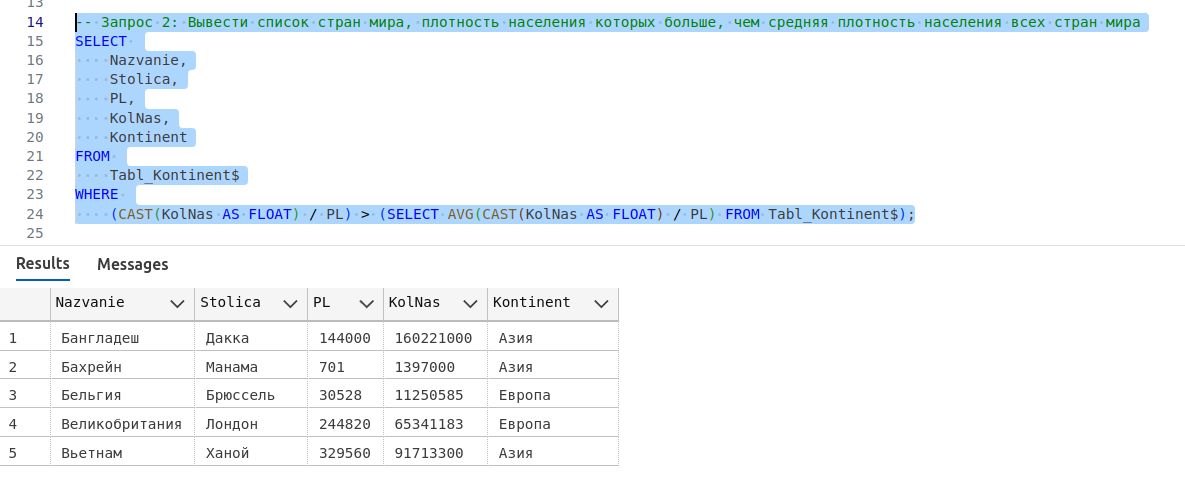 13
14 -- Запрос 2: Вывести список стран мира, плотность населения которых больше, чем средняя плотность населения всех стран мира
15 SELECT
16 Nazvanie,
17 Stolica,
18 PL,
19 KolNas,
20 Kontinent
21 FROM
22 Tabl_Kontinent$
23 WHERE
24 (CAST(KolNas AS FLOAT) / PL) > (SELECT AVG(CAST(KolNas AS FLOAT) / PL) FROM Tabl_Kontinent$);
25
Results Messages
Nazvanie Stolica PL KolNas Kontinent
1 Бангладеш Дакка 144000 160221000 Азия
2 Бахрейн Манама 701 1397000 Азия
3 Бельгия Брюссель 30528 11250585 Европа
4 Великобритания Лондон 244820 65341183 Европа
5 Вьетнам Ханой 329560 91713300 Азия